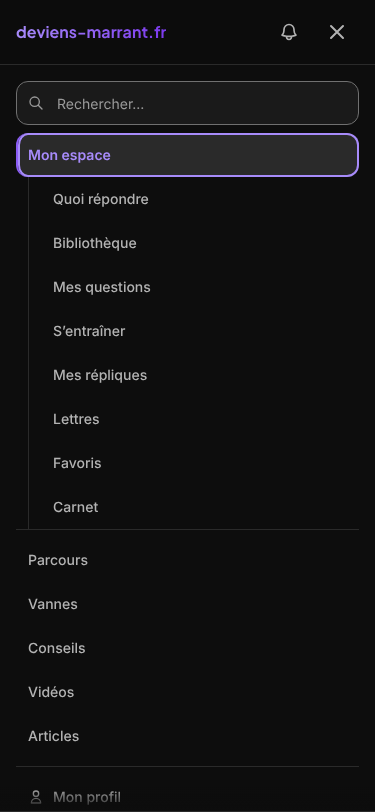 deviens-marrant.fr
Rechercher...
Mon espace
Quoi répondre
Bibliothèque
Mes questions
S’entraîner
Mes répliques
Lettres
Favoris
Carnet
Parcours
Vannes
Conseils
Vidéos
Articles
Mon profil